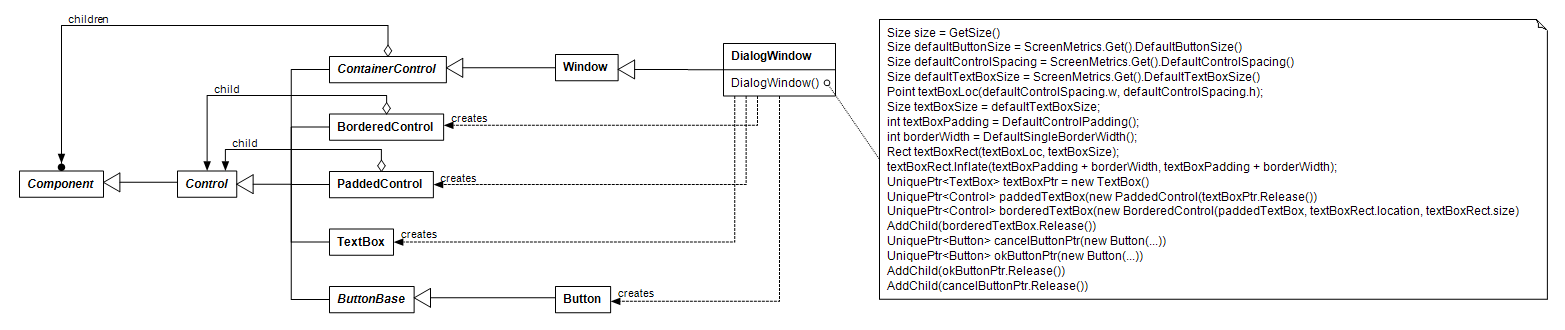 children
ContainerControl
Window
DialogWindow
DialogWindow()
child
BorderedControl
creates
child
Component
Control
PaddedControl
creates
TextBox
creates
ButtonBase
Button
creates
Size size = GetSize()
Size defaultButtonSize = ScreenMetrics.Get().DefaultButtonSize()
Size defaultControlSpacing = ScreenMetrics.Get().DefaultControlSpacing()
Size defaultTextBoxSize = ScreenMetrics.Get().DefaultTextBoxSize()
Point textBoxLoc(defaultControlSpacing.w, defaultControlSpacing.h);
Size textBoxSize = defaultTextBoxSize;
int textBoxPadding = DefaultControlPadding();
int borderWidth = DefaultSingleBorderWidth();
Rect textBoxRect(textBoxLoc, textBoxSize);
textBoxRect.Inflate(textBoxPadding + borderWidth, textBoxPadding + borderWidth);
UniquePtr<TextBox> textBoxPtr = new TextBox()
UniquePtr<Control> paddedTextBox(new PaddedControl(textBoxPtr.Release())
UniquePtr<Control> borderedTextBox(new BorderedControl(paddedTextBox, textBoxRect.location, textBoxRect.size)
AddChild(borderedTextBox.Release())
UniquePtr<Button> cancelButtonPtr(new Button(...))
UniquePtr<Button> okButtonPtr(new Button(...))
AddChild(okButtonPtr.Release())
AddChild(cancelButtonPtr.Release())